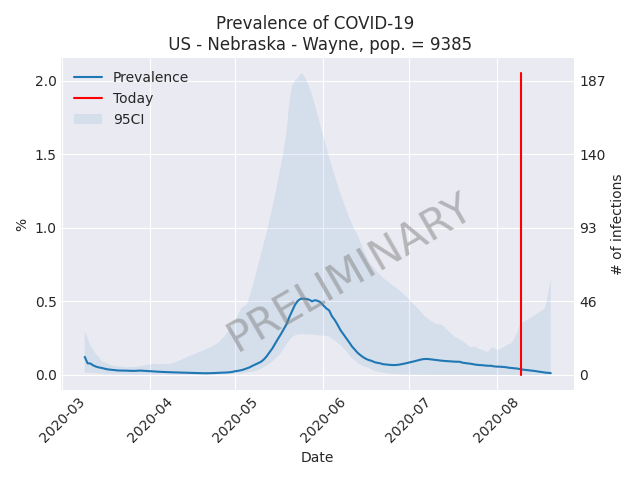 Prevalence of COVID-19
US - Nebraska - Wayne, pop. = 9385
Prevalence
Today
95CI
2.0
1.5
1.0
0.5
0.0
%
187
140
93
46
0
# of infections
PRELIMINARY
2020-03
2020-04
2020-05
2020-06
2020-07
2020-08
Date